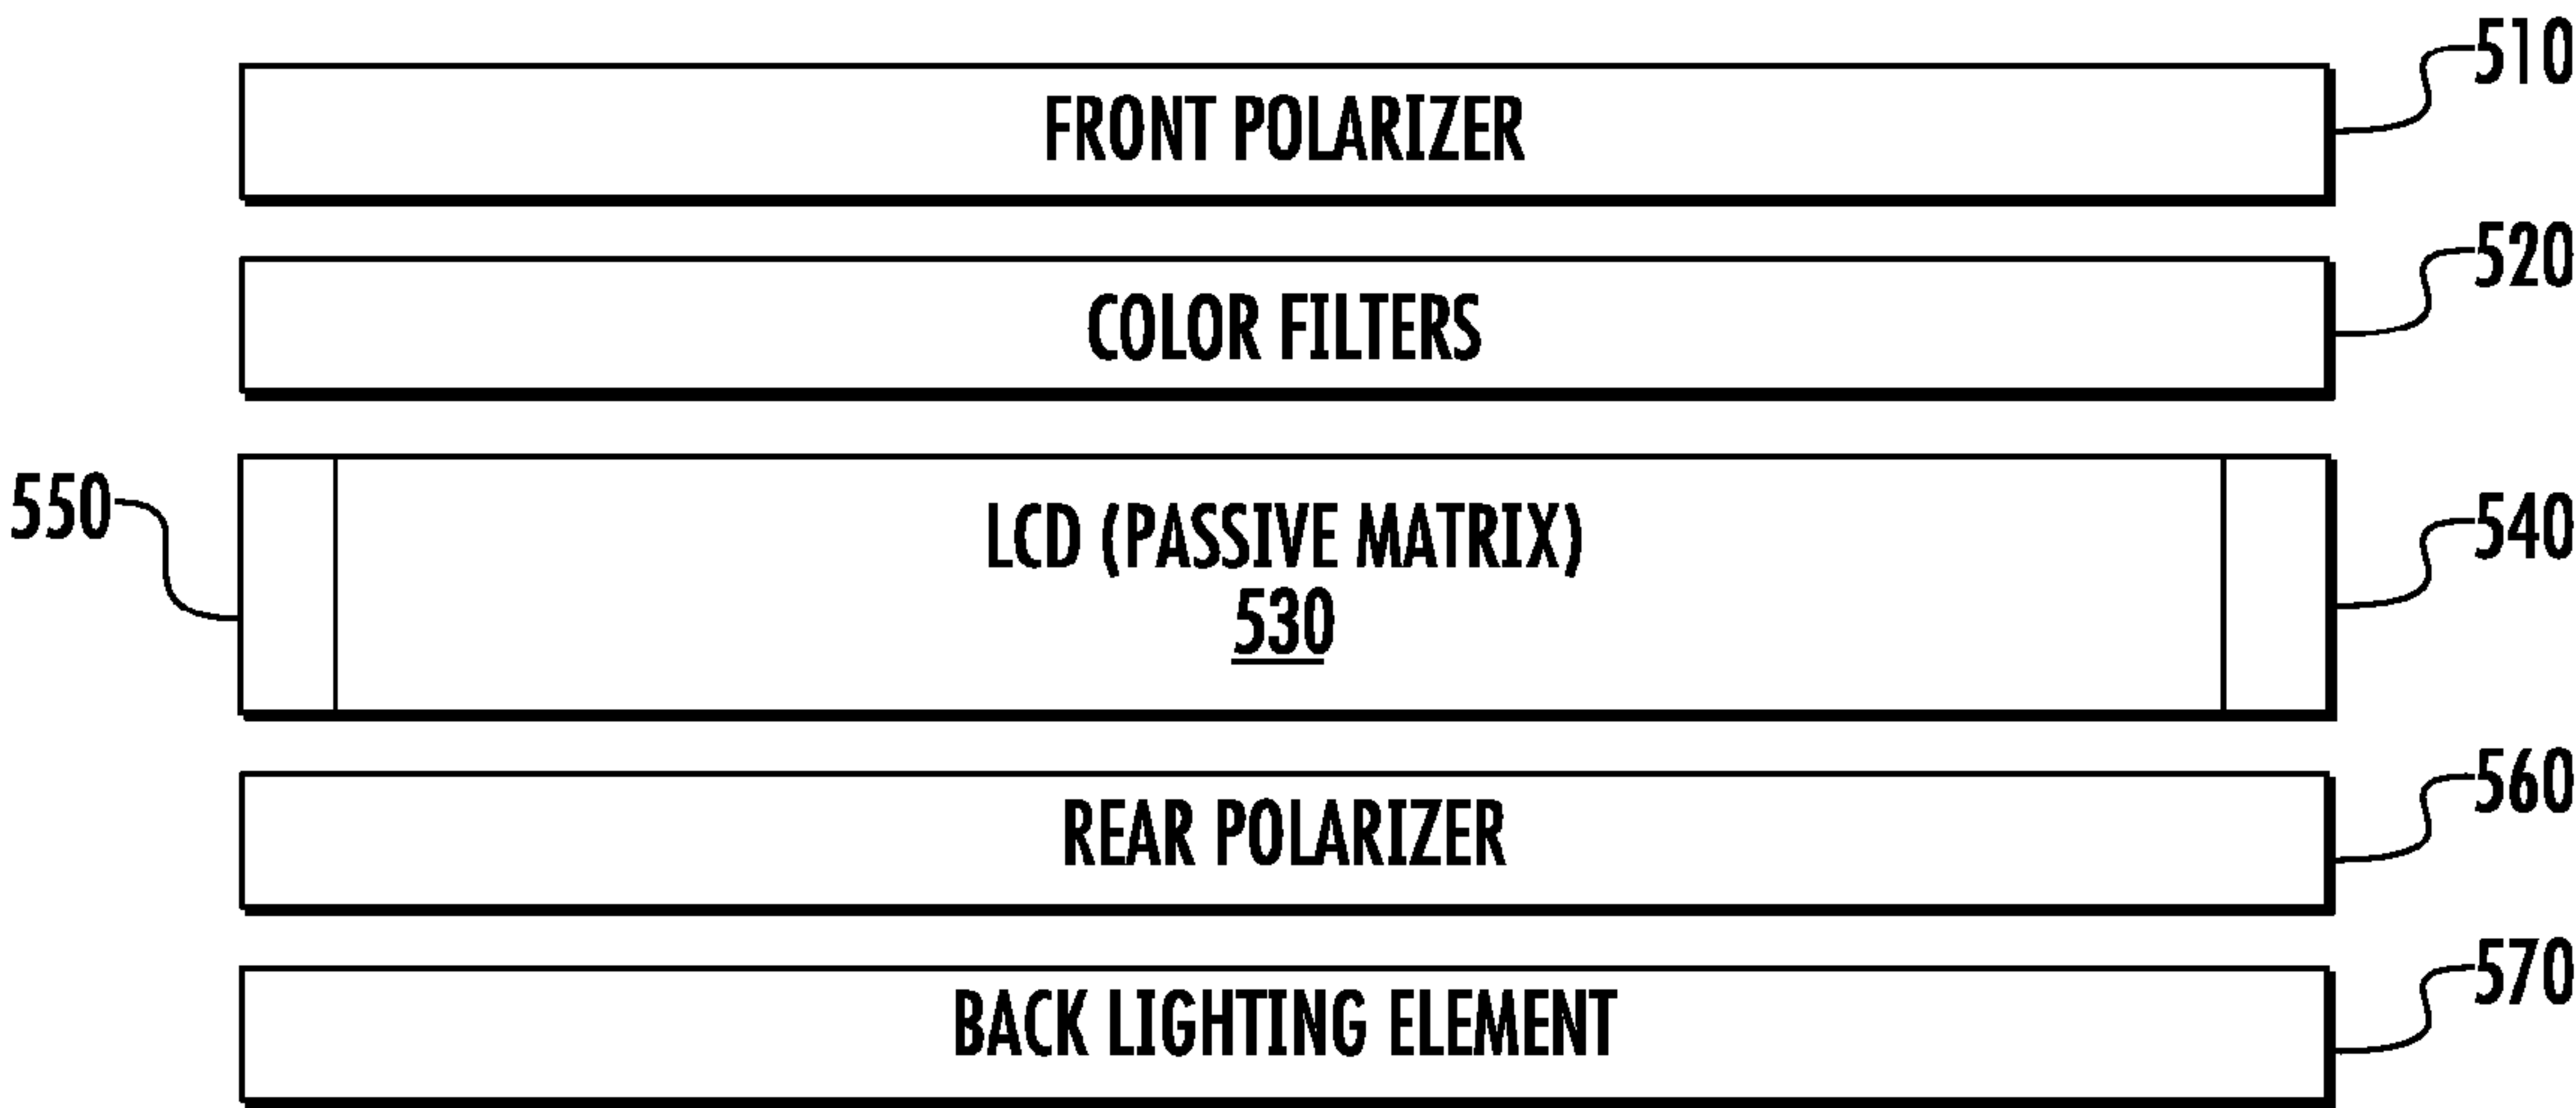 510
FRONT POLARIZER
520
COLOR FILTERS
550
LCD (PASSIVE MATRIX)
530
540
560
REAR POLARIZER
570
BACK LIGHTING ELEMENT